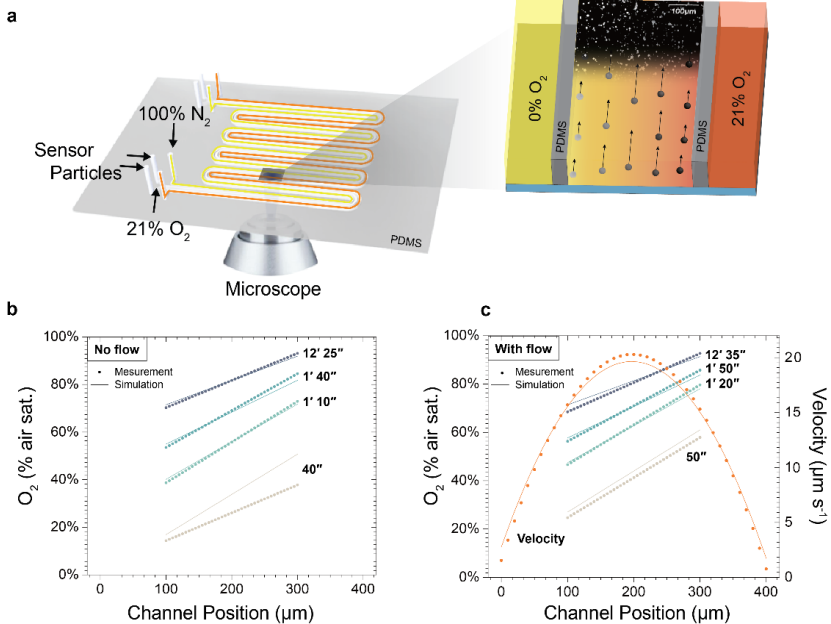 a
100% N2
Sensor
Particles
21% O2
PDMS
Microscope
100μm
0% O2
PDMS
PDMS
21% O2
b
No flow
Mesurement
Simulation
12′ 25″
1′ 40″
1′ 10″
40″
100%
80%
60%
40%
20%
0%
O2 (% air sat.)
0 100 200 300 400
Channel Position (μm)
c
With flow
Mesurement
Simulation
12′ 35″
1′ 50″
1′ 20″
50″
Velocity
100%
80%
60%
40%
20%
0%
O2 (% air sat.)
20
15
10
5
0
Velocity (μm s-1)
0 100 200 300 400
Channel Position (μm)